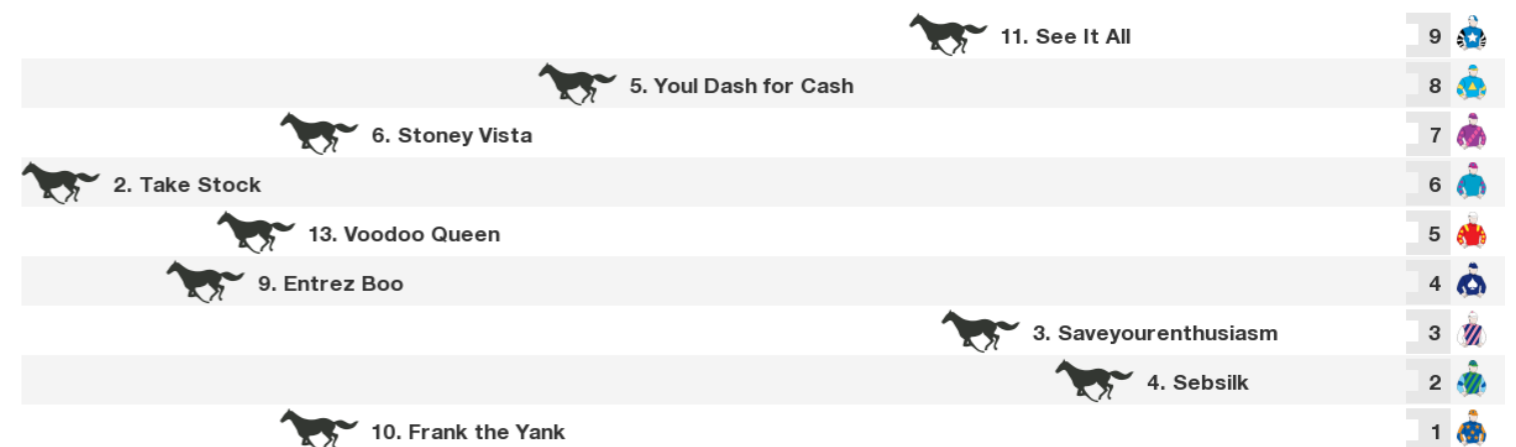 11. See It All 9
5. Youl Dash for Cash 8
6. Stoney Vista 7
2. Take Stock 6
13. Voodoo Queen 5
9. Entrez Boo 4
3. Saveyourenthusiasm 3
4. Sebsilk 2
10. Frank the Yank 1